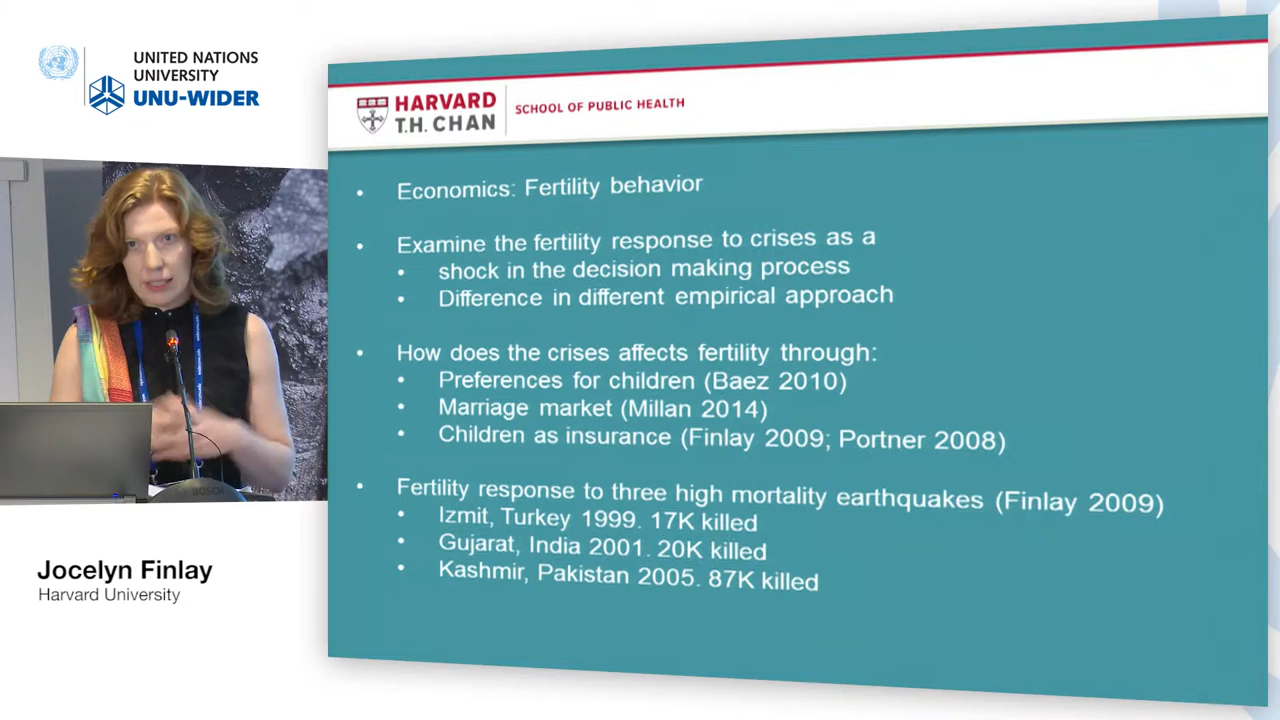 UNITED NATIONS
UNIVERSITY
UNU-WIDER
HARVARD
T.H. CHAN
SCHOOL OF PUBLIC HEALTH
• Economics: Fertility behavior
• Examine the fertility response to crises as a
• shock in the decision making process
• Difference in different empirical approach
• How does the crises affects fertility through:
• Preferences for children (Baez 2010)
• Marriage market (Millan 2014)
• Children as insurance (Finlay 2009; Portner 2008)
• Fertility response to three high mortality earthquakes (Finlay 2009)
• Izmit, Turkey 1999. 17K killed
• Gujarat, India 2001. 20K killed
• Kashmir, Pakistan 2005. 87K killed
BOSCH
Jocelyn Finlay
Harvard University